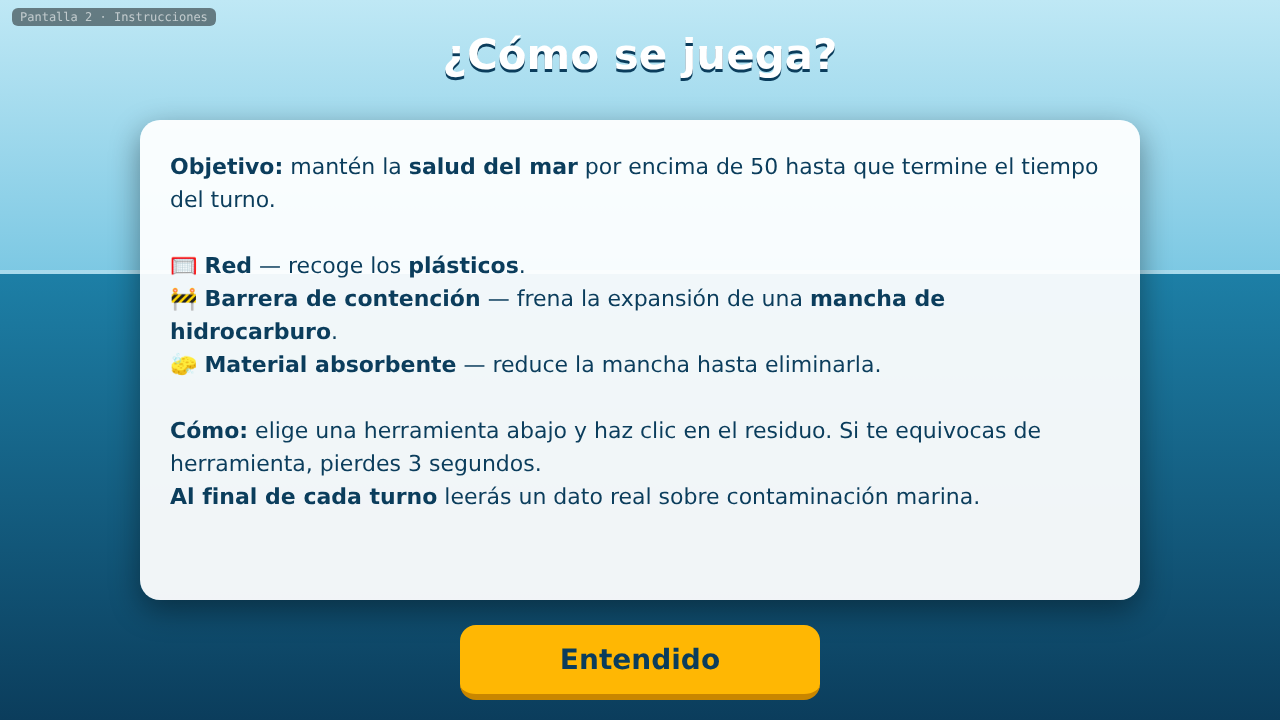 Pantalla 2 · Instrucciones
¿Cómo se juega?
Objetivo: mantén la salud del mar por encima de 50 hasta que termine el tiempo
del turno.
Red — recoge los plásticos.
Barrera de contención — frena la expansión de una mancha de
hidrocarburo.
Material absorbente — reduce la mancha hasta eliminarla.
Cómo: elige una herramienta abajo y haz clic en el residuo. Si te equivocas de
herramienta, pierdes 3 segundos.
Al final de cada turno leerás un dato real sobre contaminación marina.
Entendido